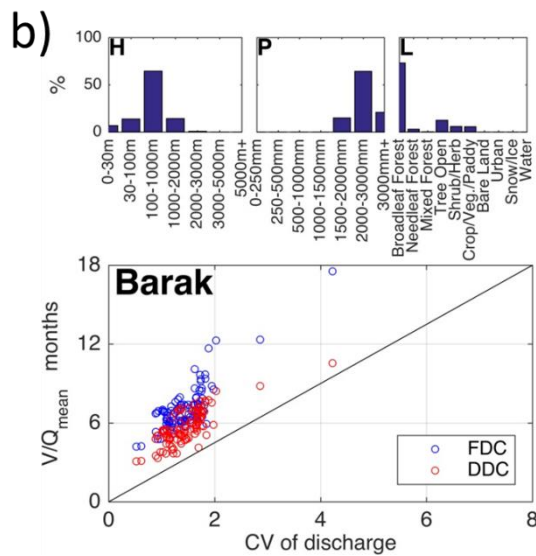 b)
H
P
L
%
100
50
0
0-30m
30-100m
100-1000m
1000-2000m
2000-3000m
3000-5000m
5000m+
0-250mm
250-500mm
500-1000mm
1000-1500mm
1500-2000mm
2000-3000mm
3000mm+
Broadleaf Forest
Needleaf Forest
Mixed Forest
Tree Open
Shrub/Herb
Crop/Veg./Paddy
Bare Land
Urban
Snow/Ice
Water
Barak
V/Qmean months
18
12
6
0
FDC
DDC
0 2 4 6 8
CV of discharge